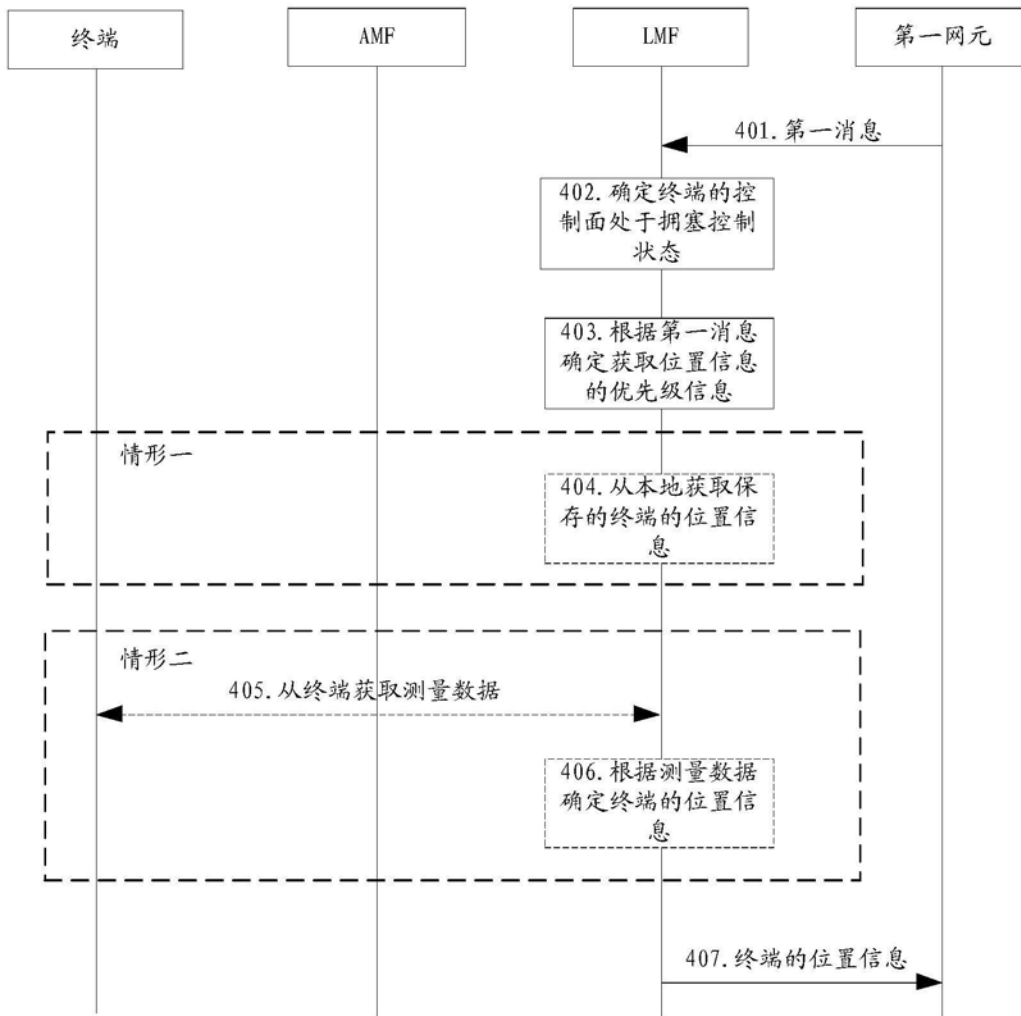 终端
AMF
LMF
第一网元
401.第一消息
402.确定终端的控
制面处于拥塞控制
状态
403.根据第一消息
确定获取位置信息
的优先级信息
情形一
404.从本地获取保
存的终端的位置信
息
情形二
405.从终端获取测量数据
406.根据测量数据
确定终端的位置信
息
407.终端的位置信息